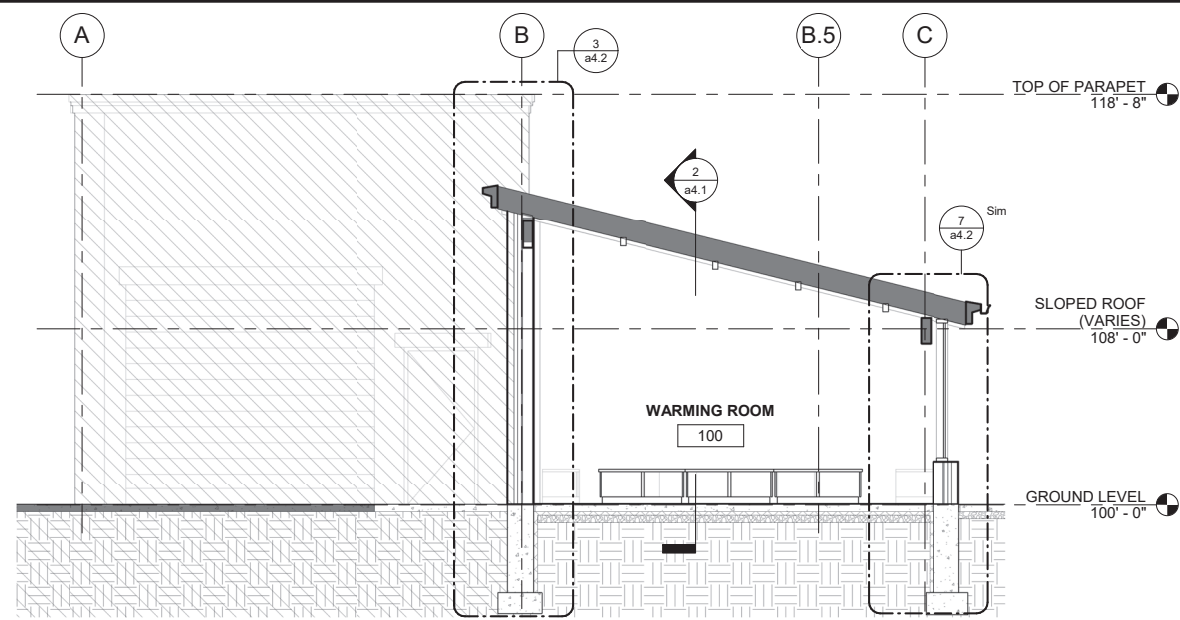 A
B
B.5
C
3
a4.2
TOP OF PARAPET
118' - 8"
2
a4.1
7
a4.2
Sim
SLOPED ROOF
(VARIES)
108' - 0"
WARMING ROOM
100
GROUND LEVEL
100' - 0"